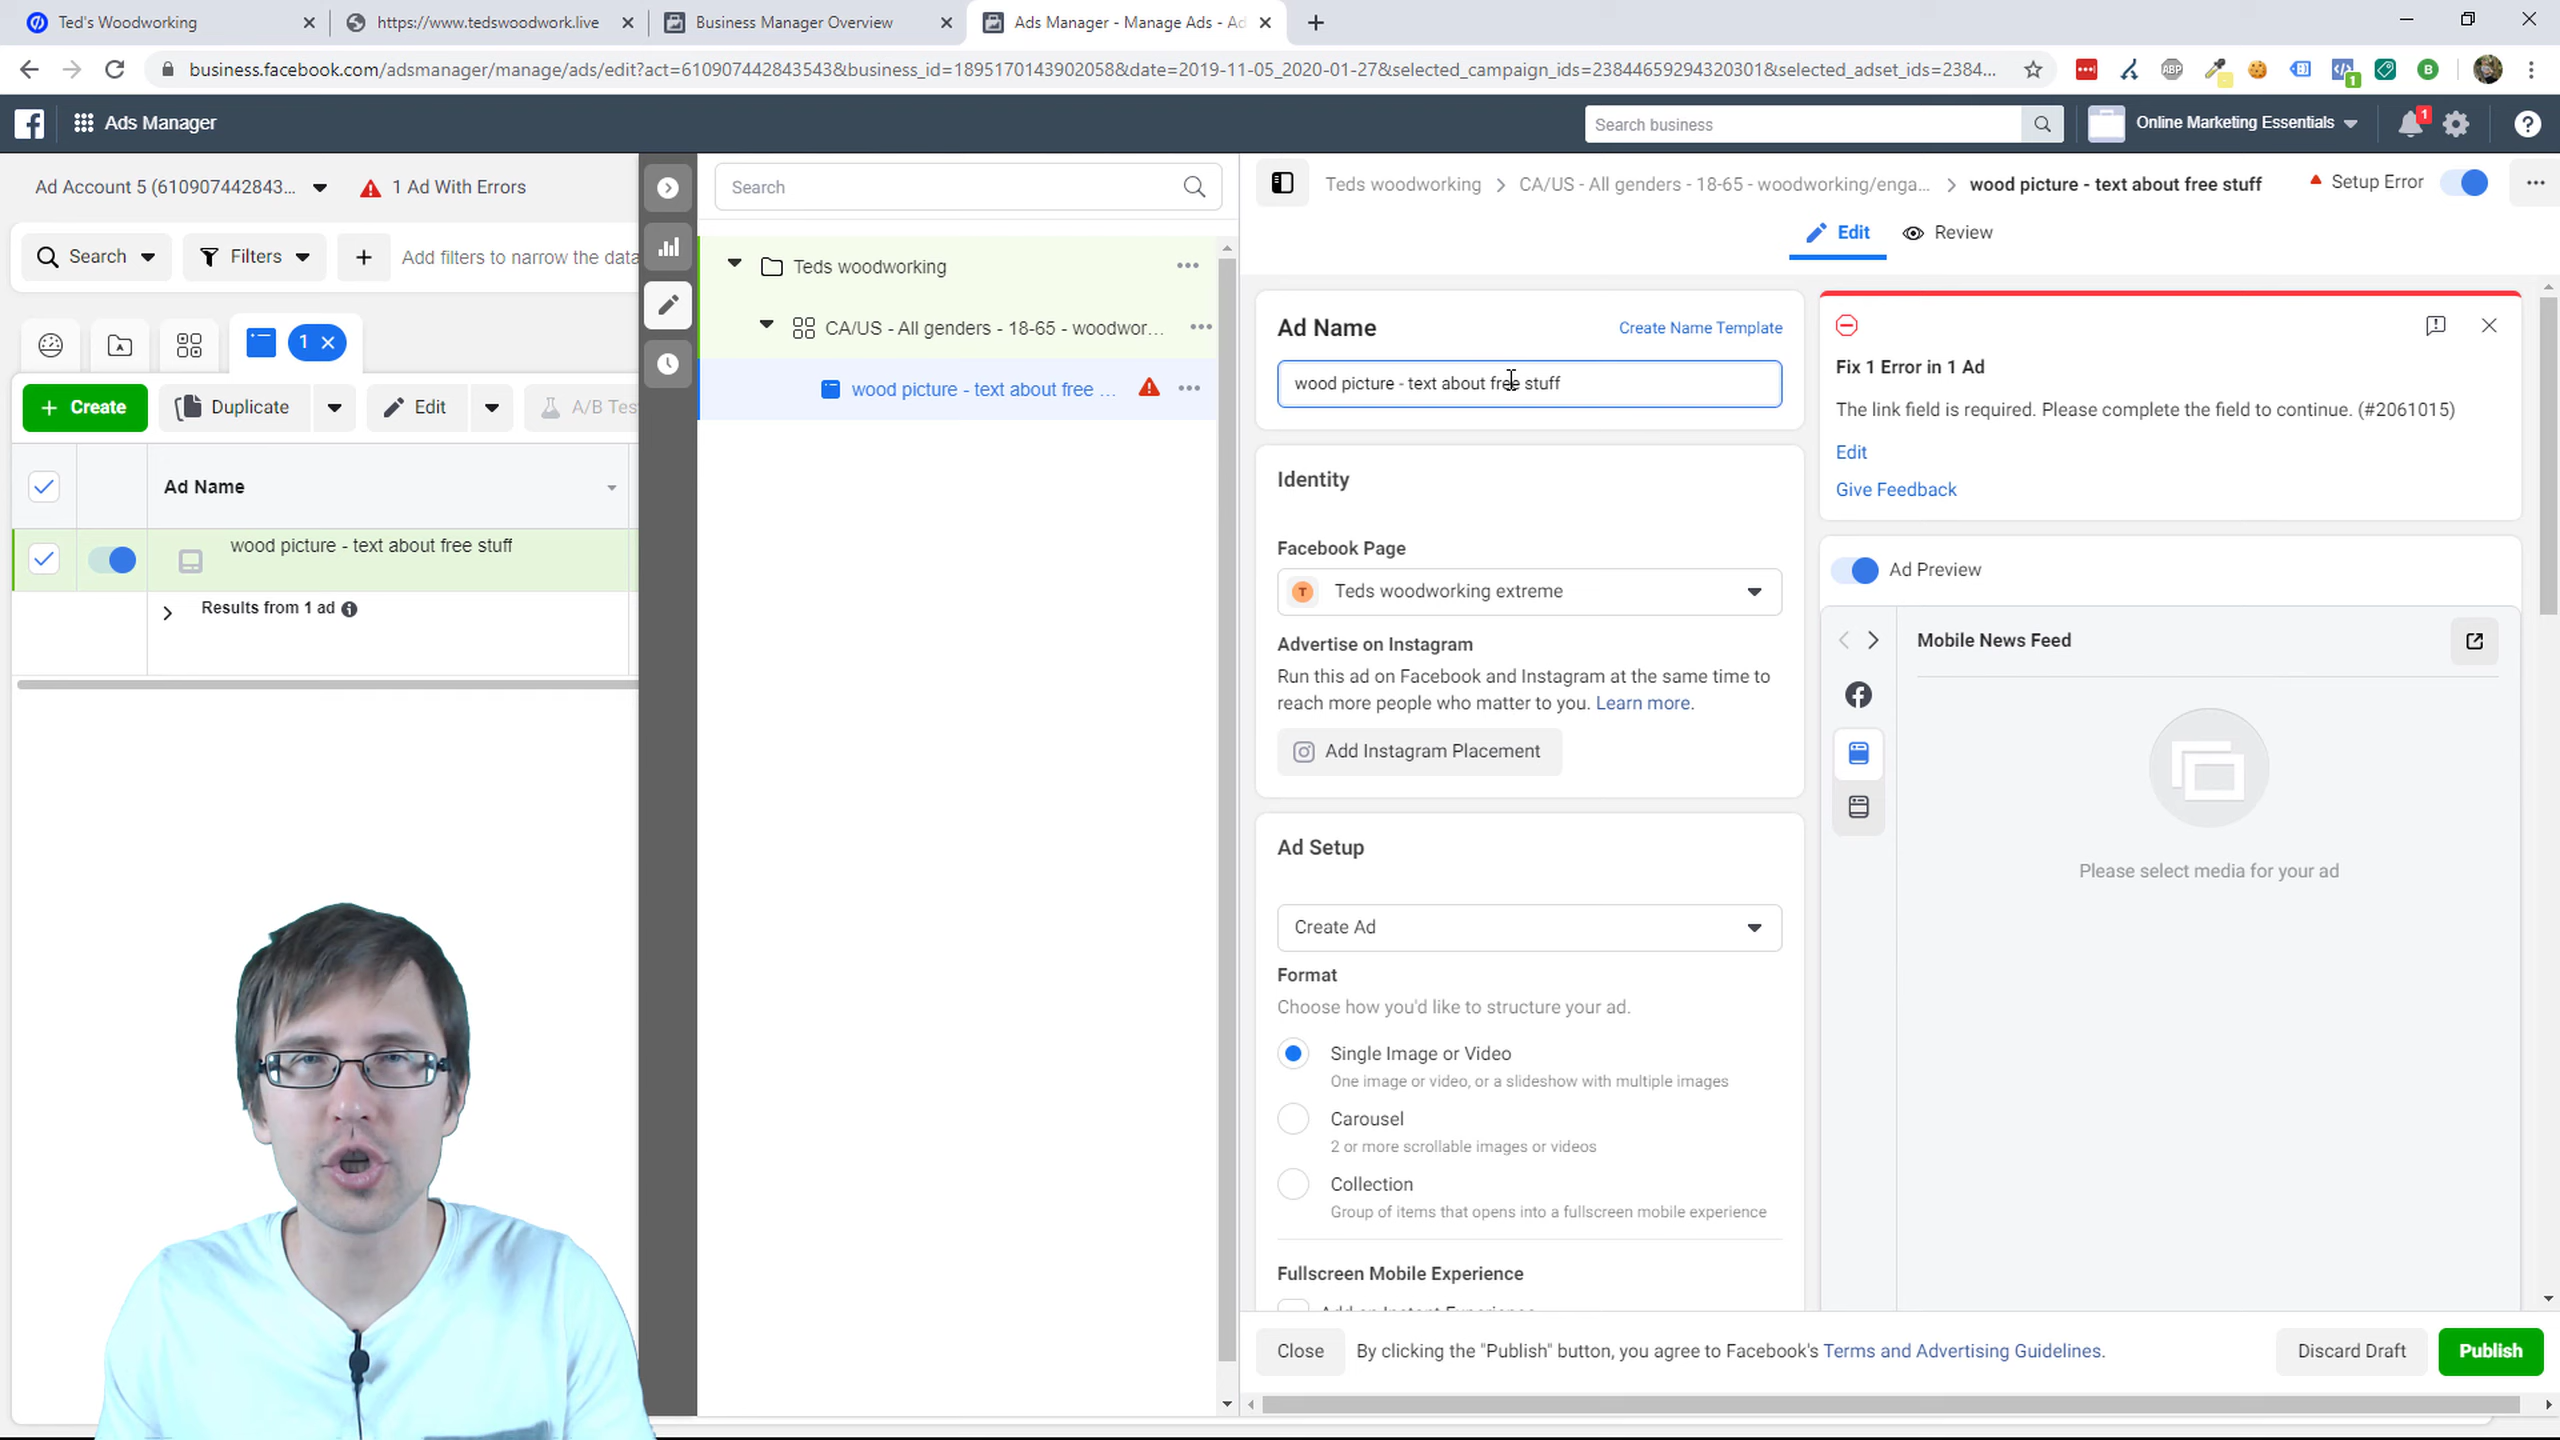 Ted's Woodworking
https://www.tedswoodwork.live
Business Manager Overview
Ads Manager - Manage Ads - Ad
business.facebook.com/adsmanager/manage/ads/edit?act=610907442843543&business_id=1895170143902058&date=2019-11-05_2020-01-27&selected_campaign_ids=23844659294320301&selected_adset_ids=2384...
ABP
1
B
Ads Manager
Search business
Online Marketing Essentials
1
Ad Account 5 (610907442843...
1 Ad With Errors
Search
Filters
Add filters to narrow the data
1
Create
Duplicate
Edit
A/B Tes
Ad Name
wood picture - text about free stuff
Results from 1 ad
Search
Teds woodworking
CA/US - All genders - 18-65 - woodwor...
wood picture - text about free ...
Teds woodworking
CA/US - All genders - 18-65 - woodworking/enga...
wood picture - text about free stuff
Setup Error
Edit
Review
Ad Name
Create Name Template
wood picture - text about free stuff
Identity
Facebook Page
T
Teds woodworking extreme
Advertise on Instagram
Run this ad on Facebook and Instagram at the same time to
reach more people who matter to you. Learn more.
Add Instagram Placement
Ad Setup
Create Ad
Format
Choose how you'd like to structure your ad.
Single Image or Video
One image or video, or a slideshow with multiple images
Carousel
2 or more scrollable images or videos
Collection
Group of items that opens into a fullscreen mobile experience
Fullscreen Mobile Experience
Fix 1 Error in 1 Ad
The link field is required. Please complete the field to continue. (#2061015)
Edit
Give Feedback
Ad Preview
Mobile News Feed
Please select media for your ad
Close
By clicking the "Publish" button, you agree to Facebook's Terms and Advertising Guidelines.
Discard Draft
Publish